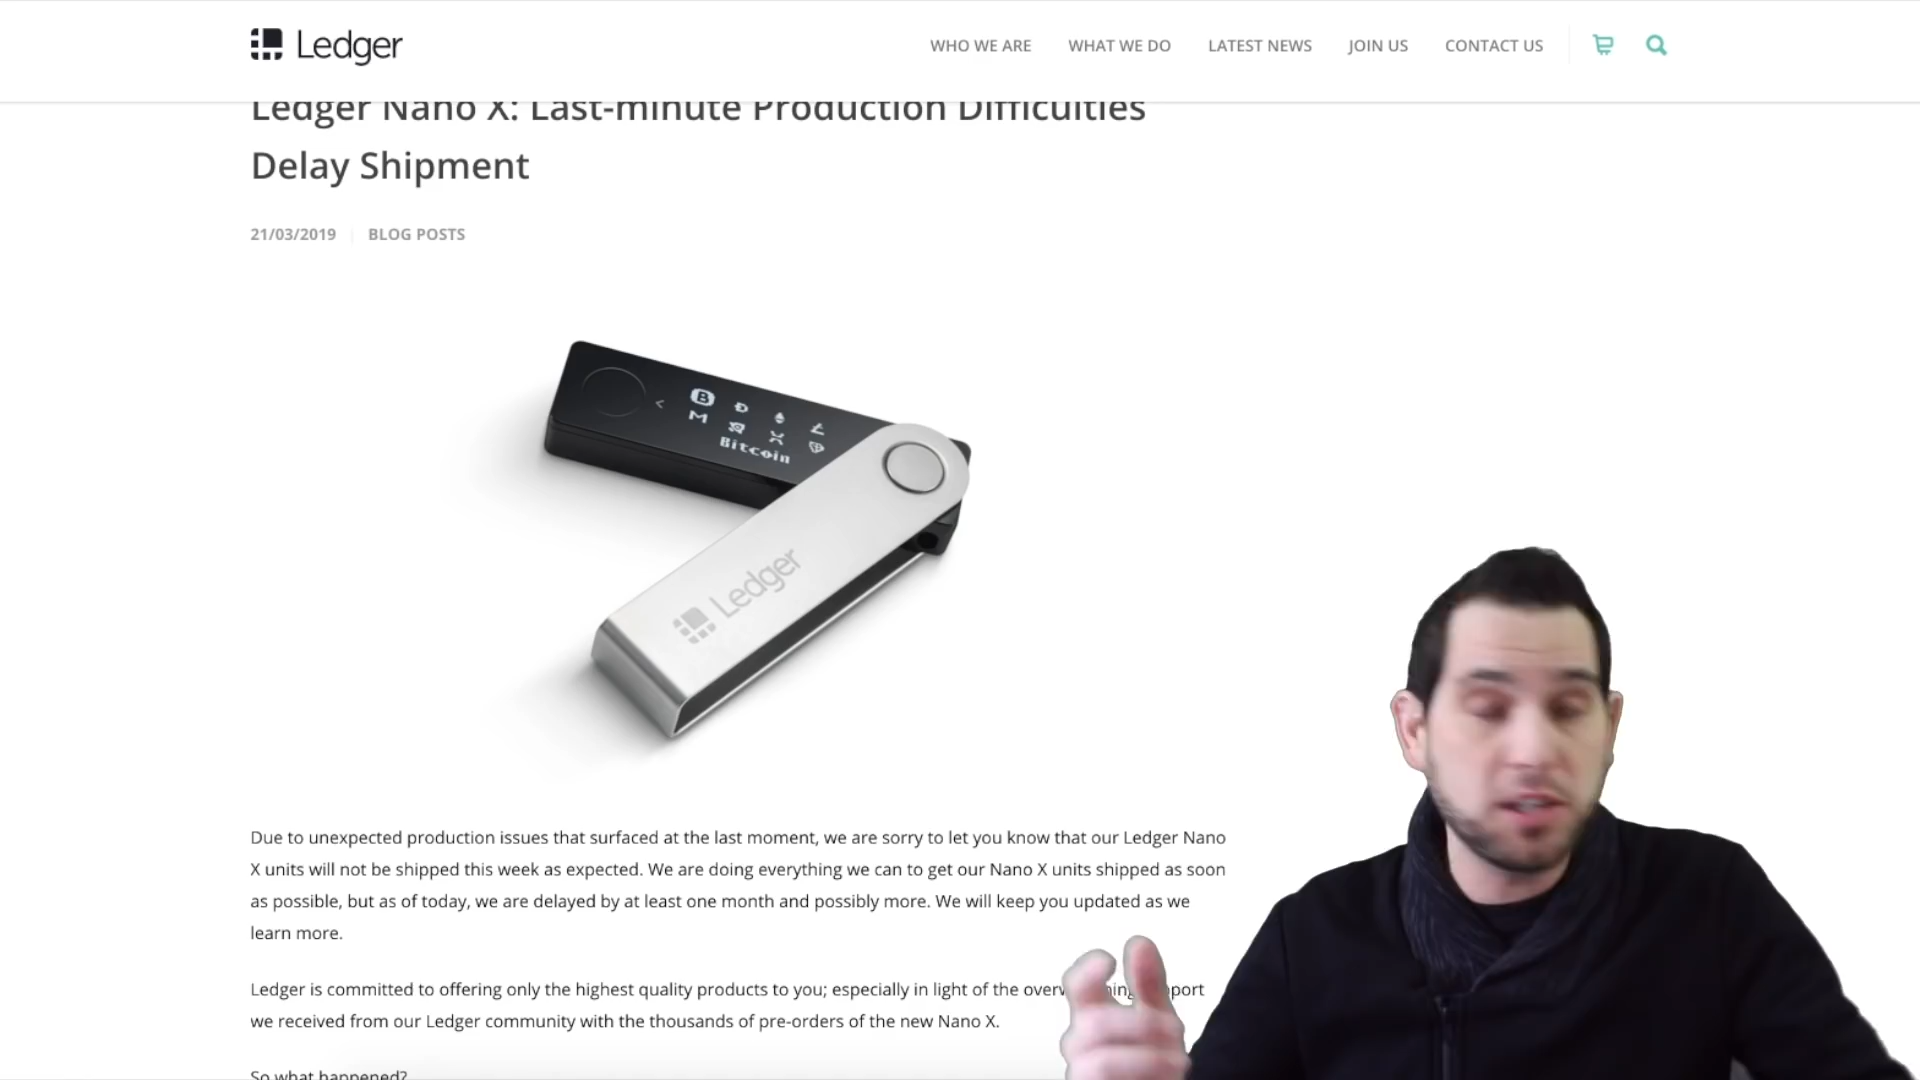 Ledger
WHO WE ARE
WHAT WE DO
LATEST NEWS
JOIN US
CONTACT US
Ledger Nano X: Last-minute Production Difficulties
Delay Shipment
21/03/2019
BLOG POSTS
<
B
M
Bitcoin
Ledger
Due to unexpected production issues that surfaced at the last moment, we are sorry to let you know that our Ledger Nano
X units will not be shipped this week as expected. We are doing everything we can to get our Nano X units shipped as soon
as possible, but as of today, we are delayed by at least one month and possibly more. We will keep you updated as we
learn more.
Ledger is committed to offering only the highest quality products to you; especially in light of the
we received from our Ledger community with the thousands of pre-orders of the new Nano X.
So what happened?